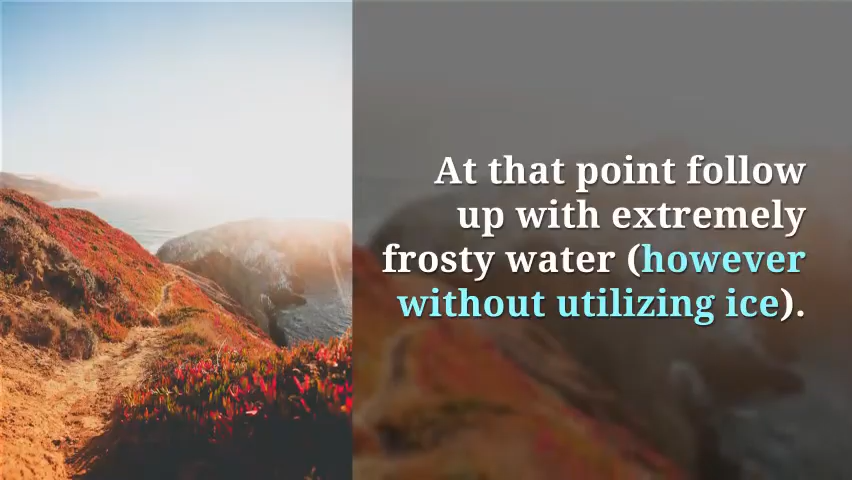 At that point follow
up with extremely
frosty water (however
without utilizing ice).